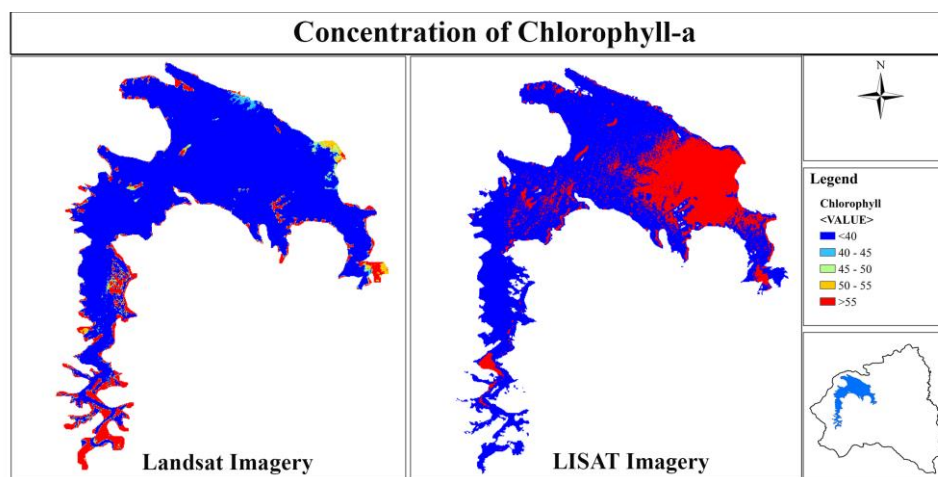 Concentration of Chlorophyll-a
Landsat Imagery
LISAT Imagery
N
Legend
Chlorophyll
<VALUE>
<40
40 - 45
45 - 50
50 - 55
>55